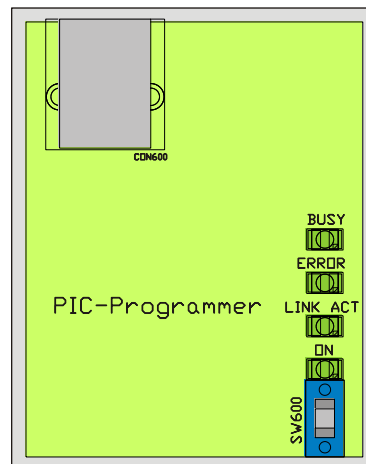 CON600
BUSY
ERROR
PIC-Programmer
LINK ACT
ON
SW600